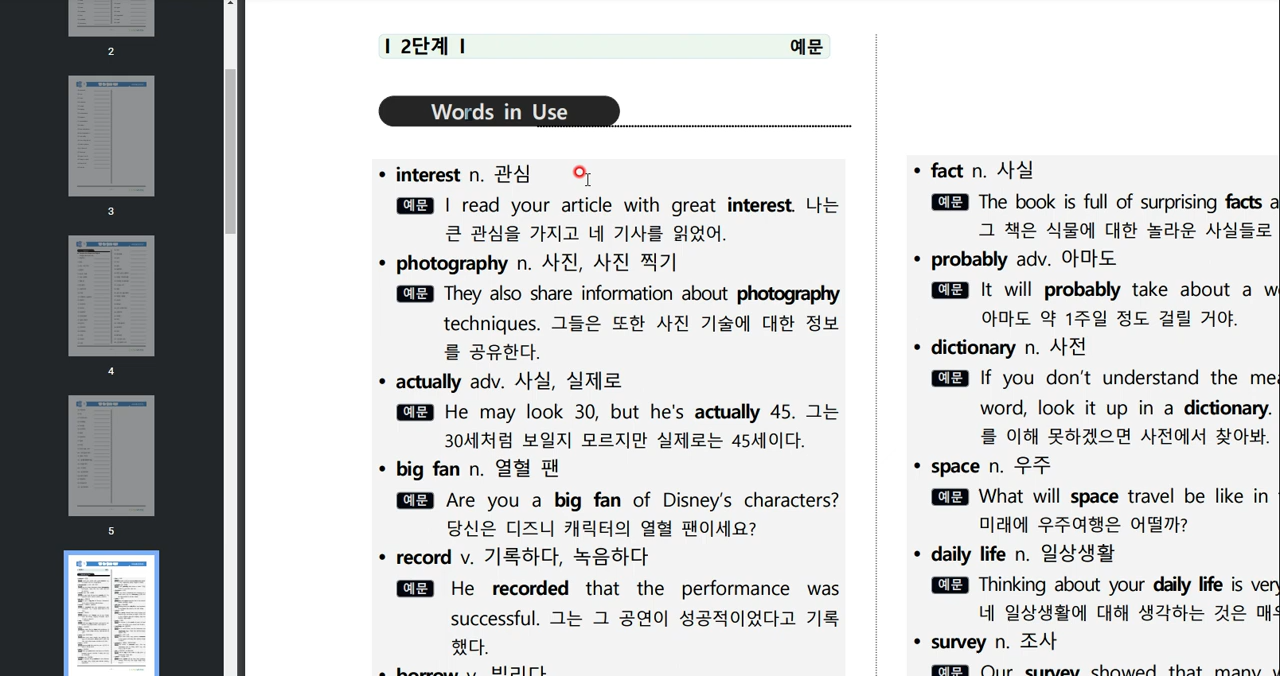 2
3
4
5
l 2단계 l 예문
Words in Use
• interest n. 관심
예문 I read your article with great interest. 나는
큰 관심을 가지고 네 기사를 읽었어.
• photography n. 사진, 사진 찍기
예문 They also share information about photography
techniques. 그들은 또한 사진 기술에 대한 정보
를 공유한다.
• actually adv. 사실, 실제로
예문 He may look 30, but he's actually 45. 그는
30세처럼 보일지 모르지만 실제로는 45세이다.
• big fan n. 열혈 팬
예문 Are you a big fan of Disney's characters?
당신은 디즈니 캐릭터의 열혈 팬이세요?
• record v. 기록하다, 녹음하다
예문 He recorded that the performance was
successful. 그는 그 공연이 성공적이었다고 기록
했다.
borrow v. 빌리다
• fact n. 사실
예문 The book is full of surprising facts a
그 책은 식물에 대한 놀라운 사실들로
• probably adv. 아마도
예문 It will probably take about a we
아마도 약 1주일 정도 걸릴 거야.
• dictionary n. 사전
예문 If you don't understand the mea
word, look it up in a dictionary.
를 이해 못하겠으면 사전에서 찾아봐.
• space n. 우주
예문 What will space travel be like in
미래에 우주여행은 어떨까?
• daily life n. 일상생활
예문 Thinking about your daily life is very
네 일상생활에 대해 생각하는 것은 매우
• survey n. 조사
예문 Our survey showed that many